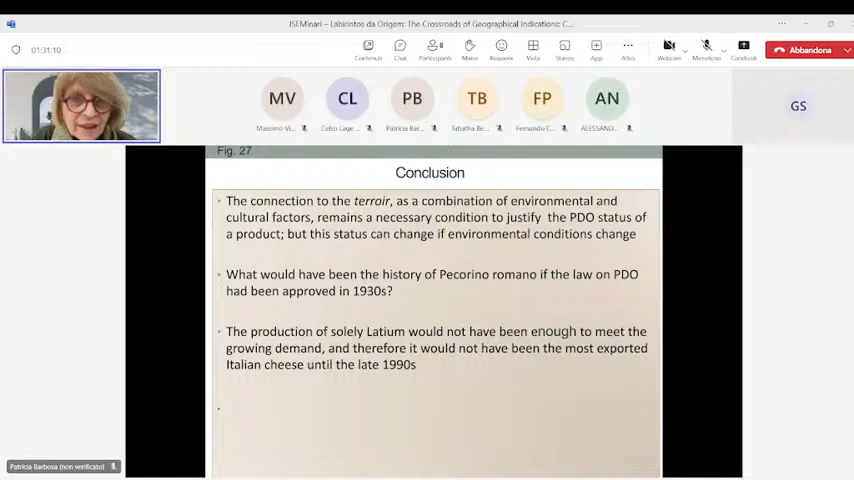 ISEMinari - Labirintos da Origem: The Crossroads of Geographical Indications: C...
01:31:10
Contenuti
Chat
Partecipanti
8
Mano
Reazioni
Vista
Stanze
App
Altro
Webcam
Microfono
Condividi
Abbandona
MV
CL
PB
TB
FP
AN
GS
Massimo Vi...
Celso Lage ...
Patrícia Bar...
Tabatha Be...
Fernando C...
ALESSAND...
Fig. 27
Conclusion
• The connection to the terroir, as a combination of environmental and
cultural factors, remains a necessary condition to justify the PDO status of
a product; but this status can change if environmental conditions change
• What would have been the history of Pecorino romano if the law on PDO
had been approved in 1930s?
• The production of solely Latium would not have been enough to meet the
growing demand, and therefore it would not have been the most exported
Italian cheese until the late 1990s
Patrícia Barbosa (non verificato)